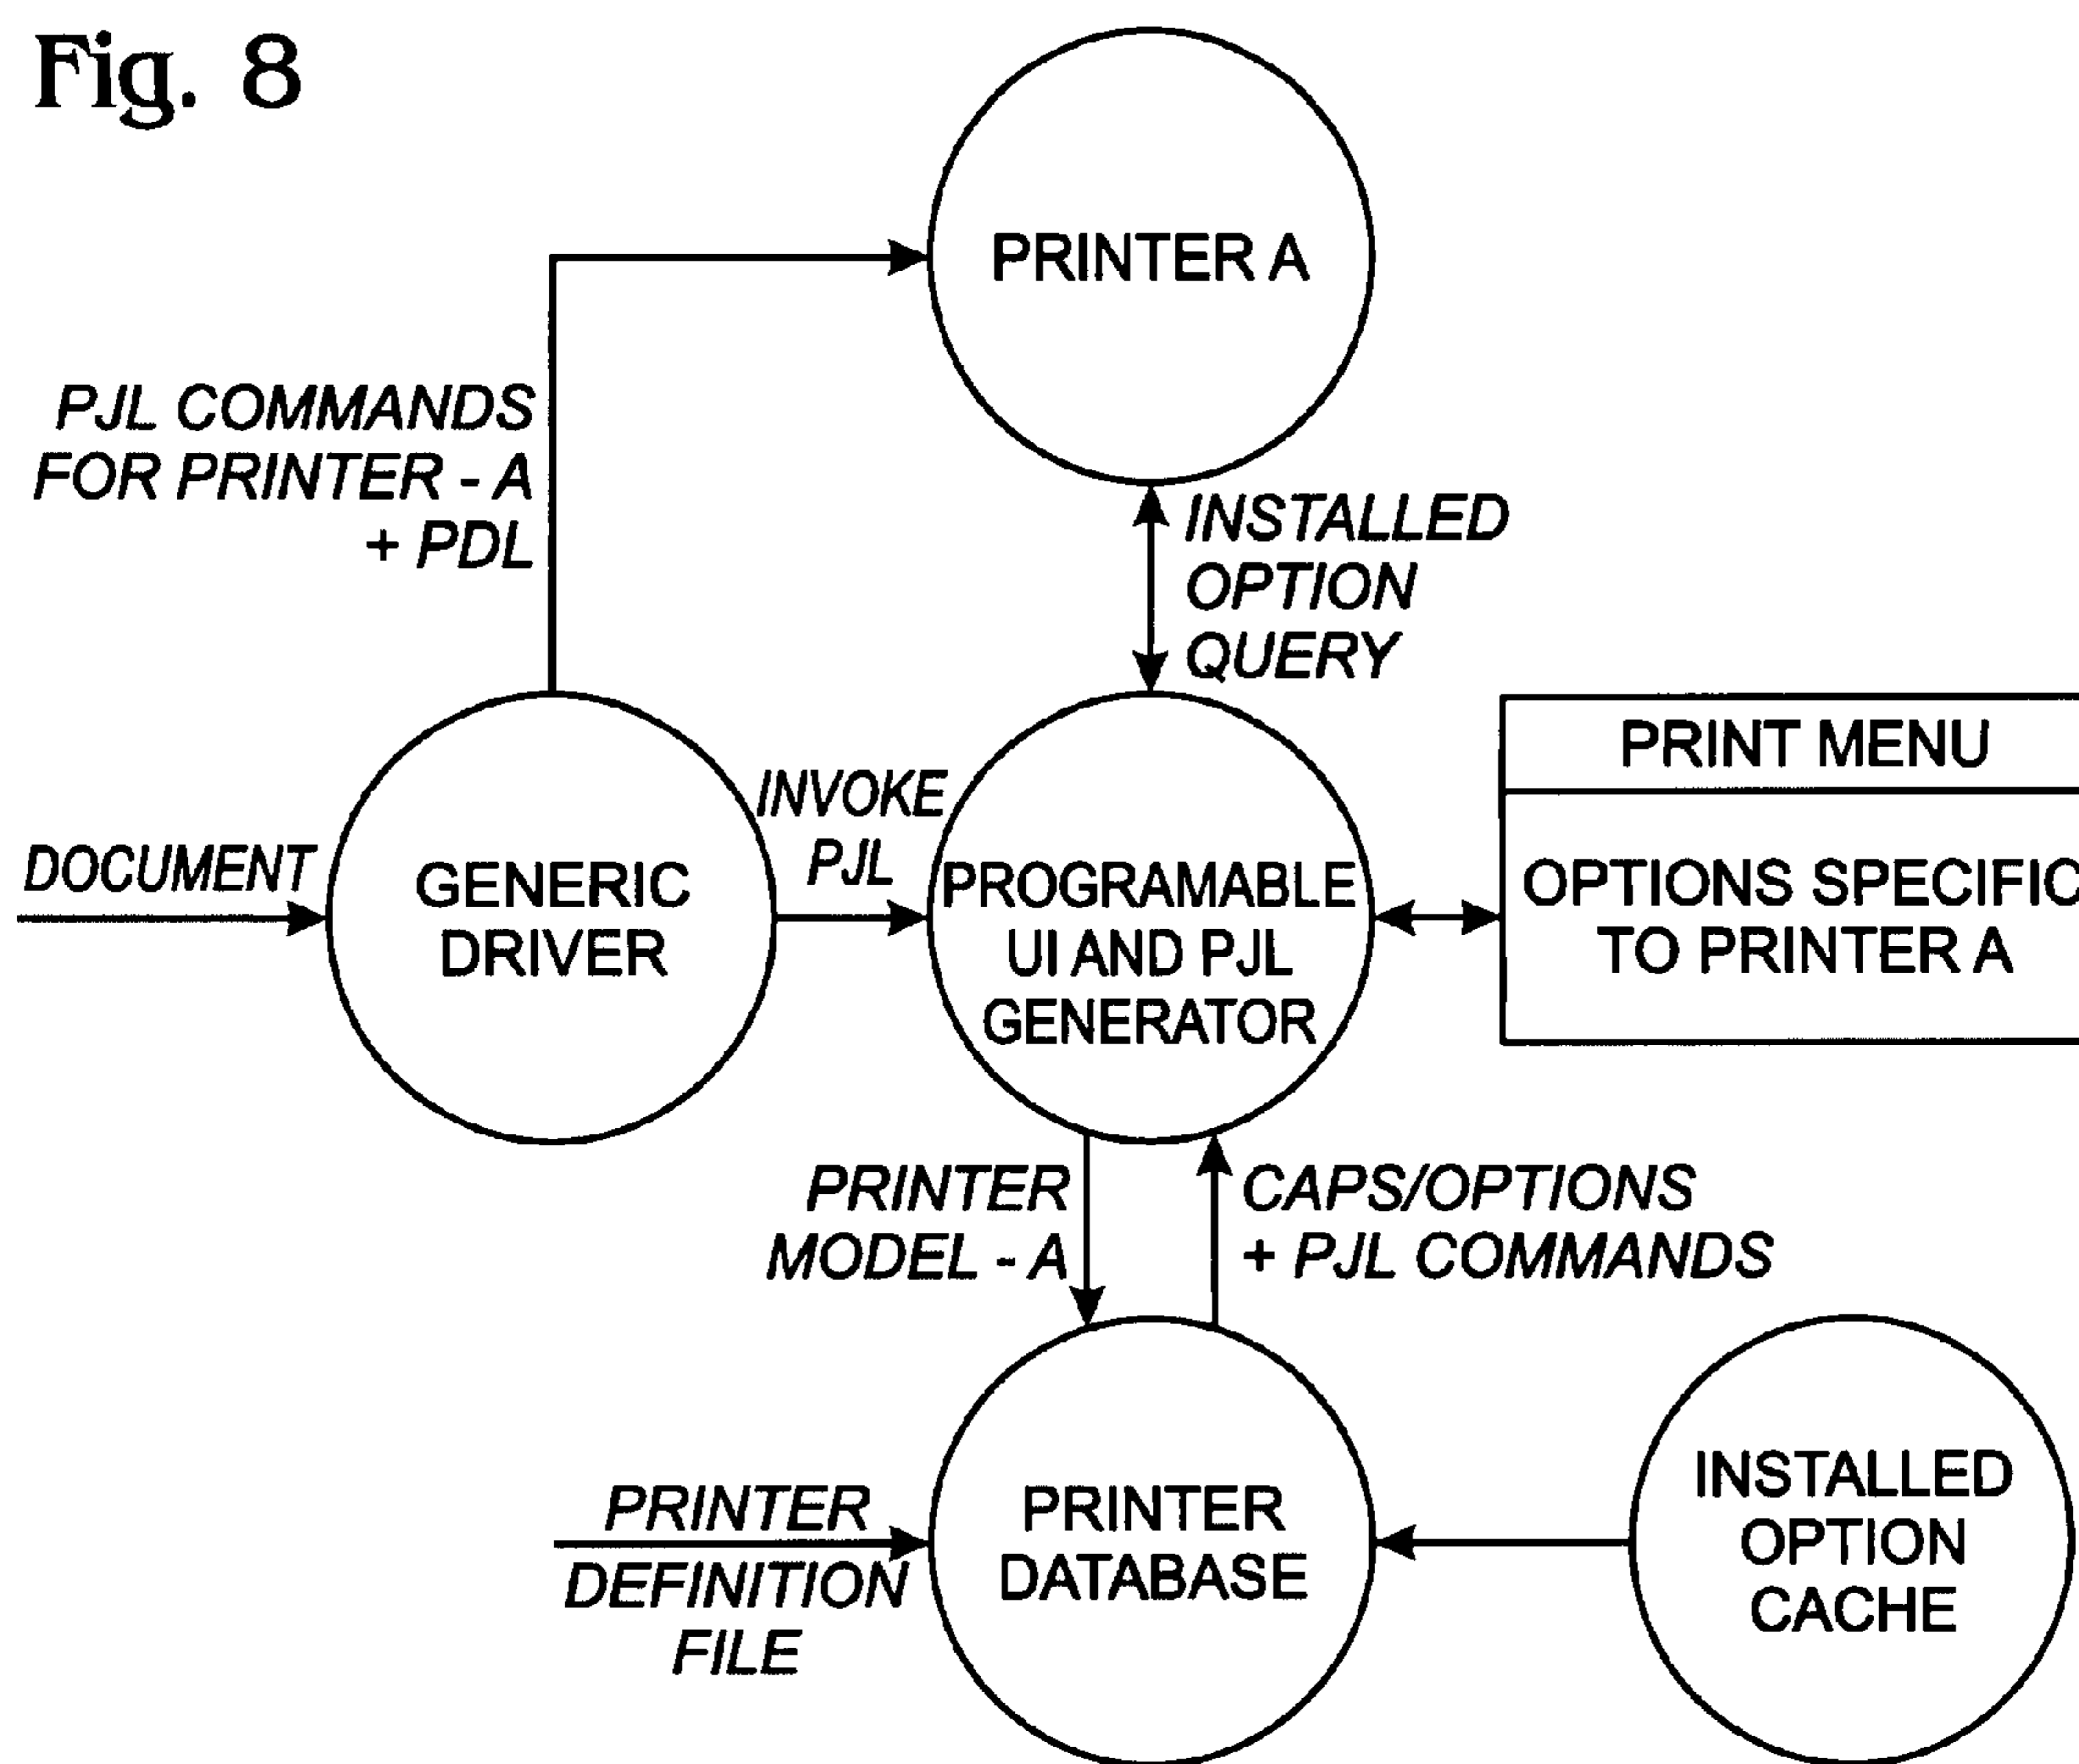 Fig. 8
PRINTER A
PJL COMMANDS
FOR PRINTER - A
+ PDL
INSTALLED
OPTION
QUERY
PRINT MENU
OPTIONS SPECIFIC
TO PRINTER A
DOCUMENT
GENERIC
DRIVER
INVOKE
PJL
PROGRAMABLE
UI AND PJL
GENERATOR
PRINTER
MODEL - A
CAPS/OPTIONS
+ PJL COMMANDS
PRINTER
DEFINITION
FILE
PRINTER
DATABASE
INSTALLED
OPTION
CACHE